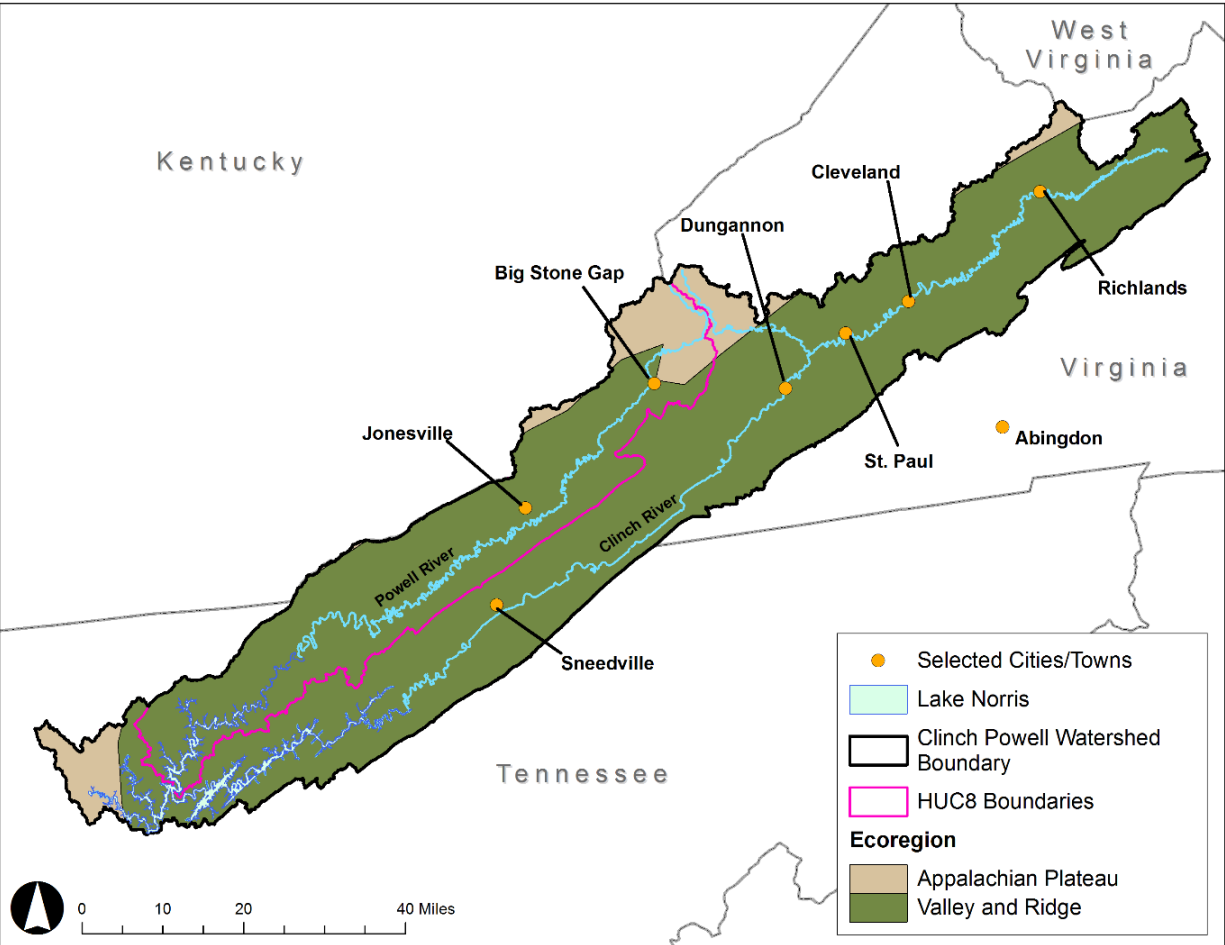 West
Virginia
Kentucky
Cleveland
Dungannon
Big Stone Gap
Richlands
Virginia
Jonesville
Abingdon
St. Paul
Clinch River
Powell River
Sneedville
Tennessee
Selected Cities/Towns
Lake Norris
Clinch Powell Watershed
Boundary
HUC8 Boundaries
Ecoregion
Appalachian Plateau
Valley and Ridge
0 10 20 40 Miles